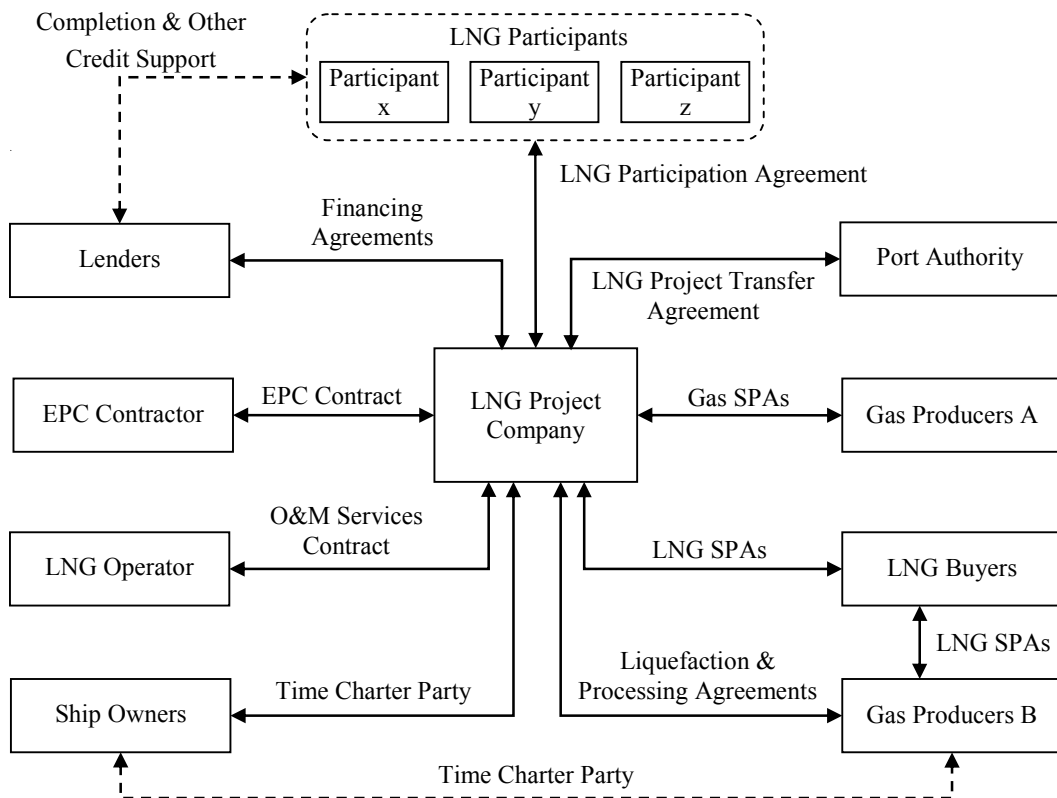 Completion & Other
Credit Support
LNG Participants
Participant
x
Participant
y
Participant
z
LNG Participation Agreement
Financing
Agreements
Lenders
Port Authority
LNG Project Transfer
Agreement
EPC Contractor
EPC Contract
LNG Project
Company
Gas SPAs
Gas Producers A
O&M Services
Contract
LNG Operator
LNG SPAs
LNG Buyers
LNG SPAs
Liquefaction &
Processing Agreements
Ship Owners
Time Charter Party
Gas Producers B
Time Charter Party